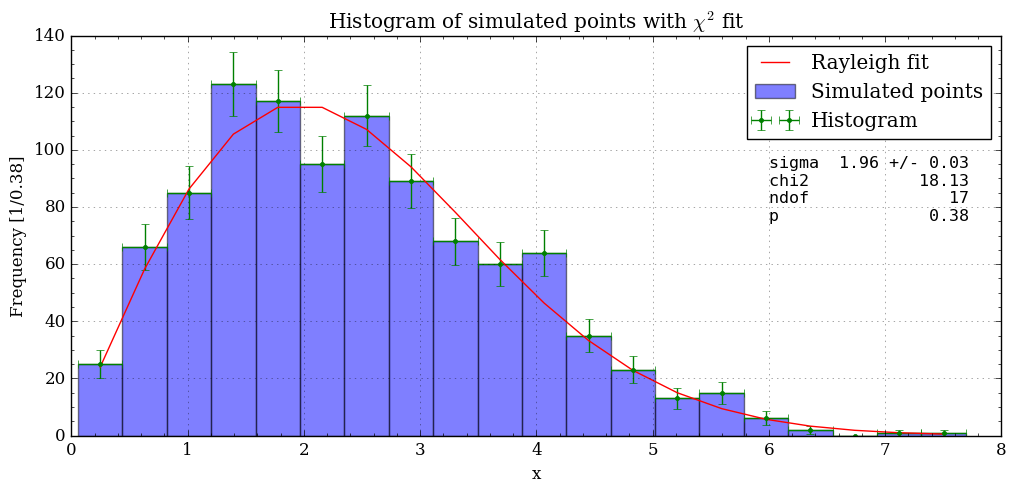 Histogram of simulated points with χ² fit
Frequency [1/0.38]
140
120
100
80
60
40
20
0
Rayleigh fit
Simulated points
Histogram
sigma 1.96 +/- 0.03
chi2 18.13
ndof 17
p 0.38
0 1 2 3 4 5 6 7 8
x